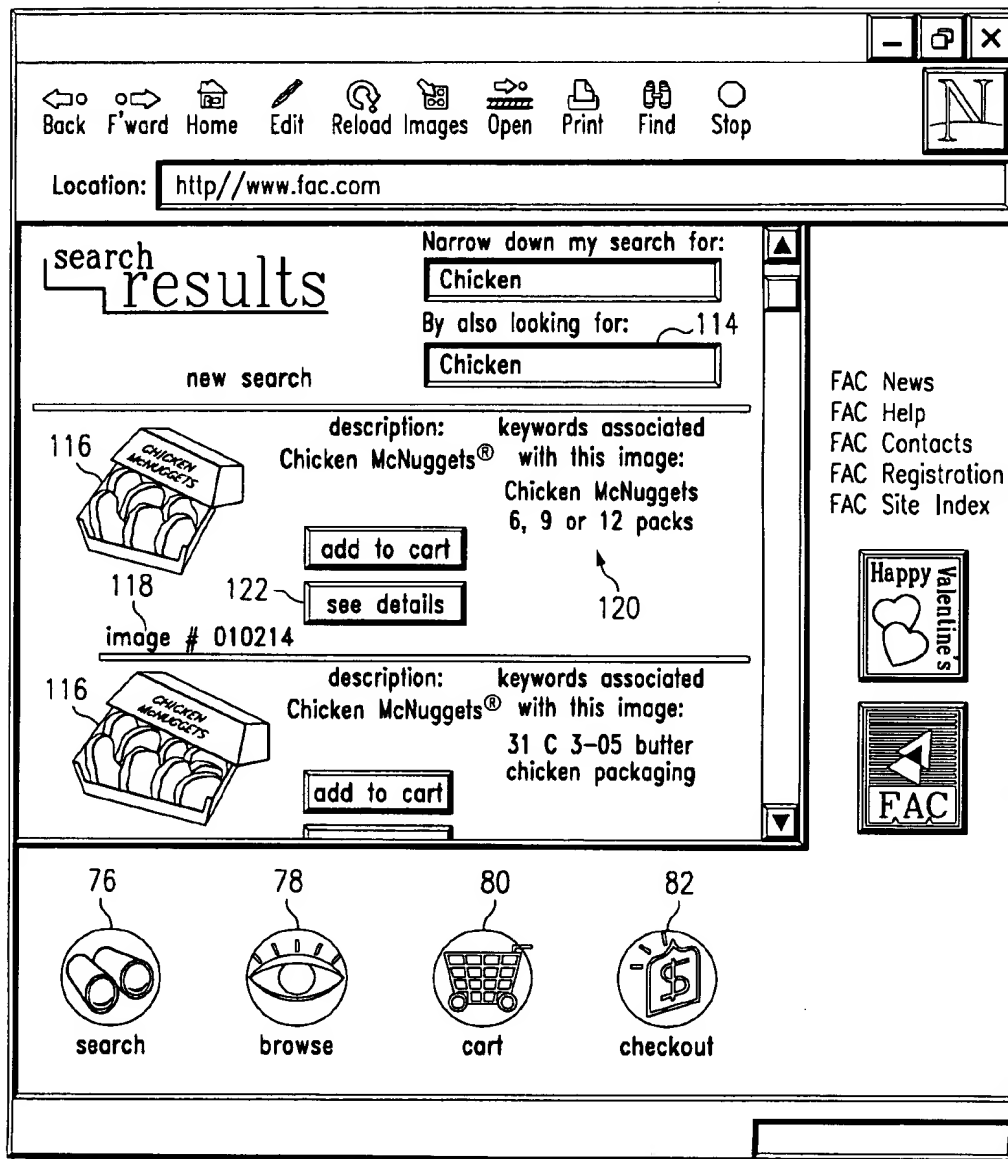 Back F'ward Home Edit Reload Images Open Print Find Stop
N
Location: http//www.fac.com
search
results
new search
Narrow down my search for:
Chicken
By also looking for: 114
Chicken
116
CHICKEN
McNUGGETS
description:
Chicken McNuggets®
keywords associated
with this image:
Chicken McNuggets
6, 9 or 12 packs
add to cart
122 see details
120
118
image # 010214
116
CHICKEN
McNUGGETS
description:
Chicken McNuggets®
keywords associated
with this image:
31 C 3-05 butter
chicken packaging
add to cart
FAC News
FAC Help
FAC Contacts
FAC Registration
FAC Site Index
Happy
Valentine's
FAC
76 78 80 82
$
search browse cart checkout